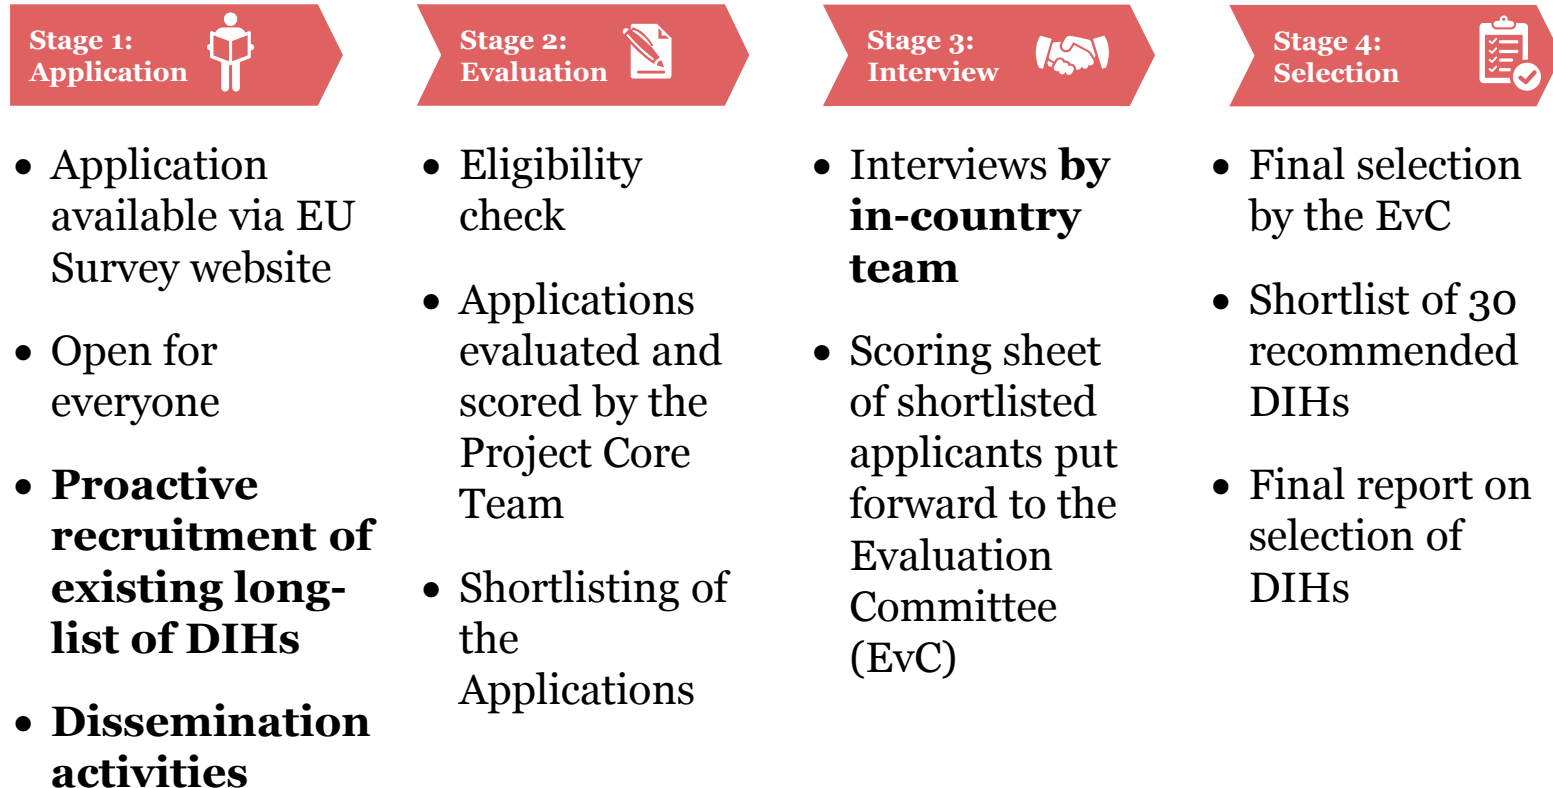 Stage 1:
Application
• Application
available via EU
Survey website
• Open for
everyone
• Proactive
recruitment of
existing long-
list of DIHs
• Dissemination
activities
Stage 2:
Evaluation
• Eligibility
check
• Applications
evaluated and
scored by the
Project Core
Team
• Shortlisting of
the
Applications
Stage 3:
Interview
• Interviews by
in-country
team
• Scoring sheet
of shortlisted
applicants put
forward to the
Evaluation
Committee
(EvC)
Stage 4:
Selection
• Final selection
by the EvC
• Shortlist of 30
recommended
DIHs
• Final report on
selection of
DIHs